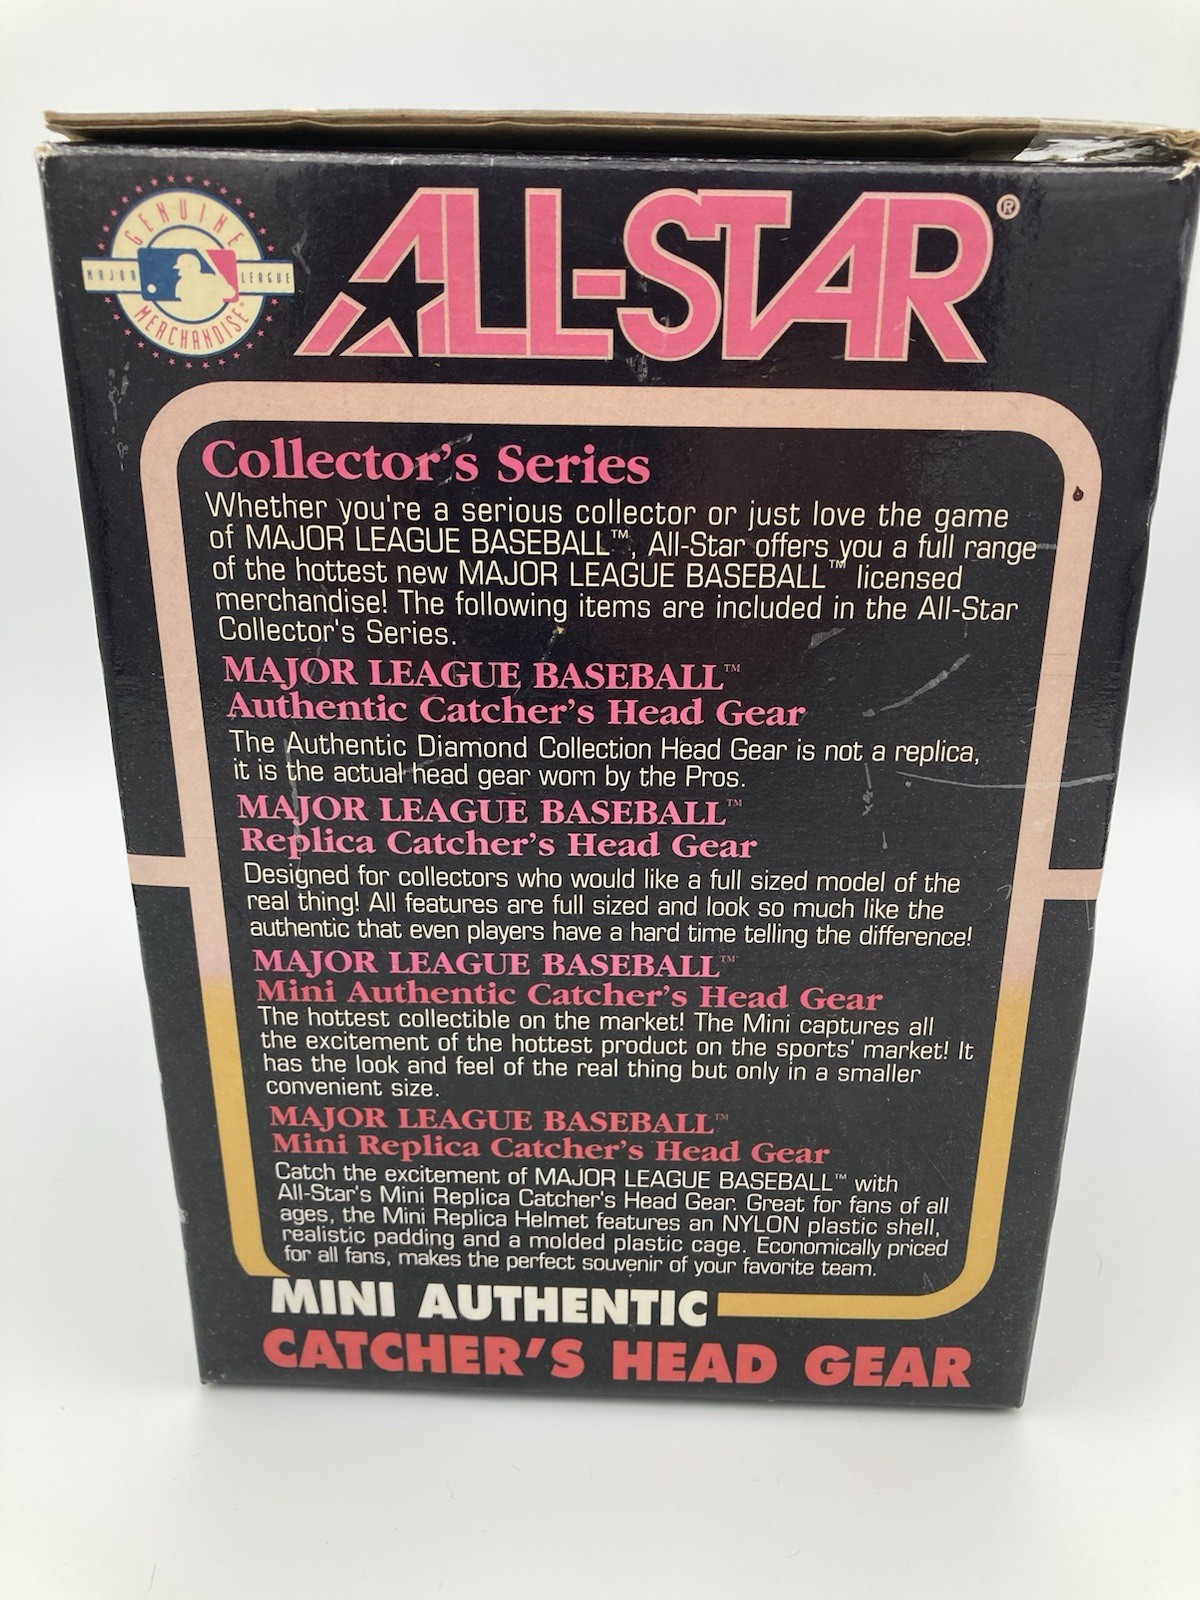 GENUINE
MAJOR LEAGUE
MERCHANDISE
ALL-STAR®
Collector's Series
Whether you're a serious collector or just love the game
of MAJOR LEAGUE BASEBALL™, All-Star offers you a full range
of the hottest new MAJOR LEAGUE BASEBALL™ licensed
merchandise! The following items are included in the All-Star
Collector's Series.
MAJOR LEAGUE BASEBALL™
Authentic Catcher's Head Gear
The Authentic Diamond Collection Head Gear is not a replica,
it is the actual head gear worn by the Pros.
MAJOR LEAGUE BASEBALL™
Replica Catcher's Head Gear
Designed for collectors who would like a full sized model of the
real thing! All features are full sized and look so much like the
authentic that even players have a hard time telling the difference!
MAJOR LEAGUE BASEBALL™
Mini Authentic Catcher's Head Gear
The hottest collectible on the market! The Mini captures all
the excitement of the hottest product on the sports' market! It
has the look and feel of the real thing but only in a smaller
convenient size.
MAJOR LEAGUE BASEBALL™
Mini Replica Catcher's Head Gear
Catch the excitement of MAJOR LEAGUE BASEBALL™ with
All-Star's Mini Replica Catcher's Head Gear. Great for fans of all
ages, the Mini Replica Helmet features an NYLON plastic shell,
realistic padding and a molded plastic cage. Economically priced
for all fans, makes the perfect souvenir of your favorite team.
MINI AUTHENTIC
CATCHER'S HEAD GEAR